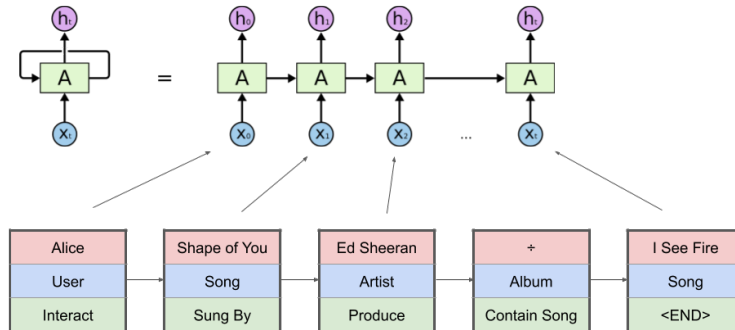 hₜ h₀ h₁ h₂ hₜ
A = A A A A
xₜ x₀ x₁ x₂ ... xₜ
Alice Shape of You Ed Sheeran ÷ I See Fire
User Song Artist Album Song
Interact Sung By Produce Contain Song <END>